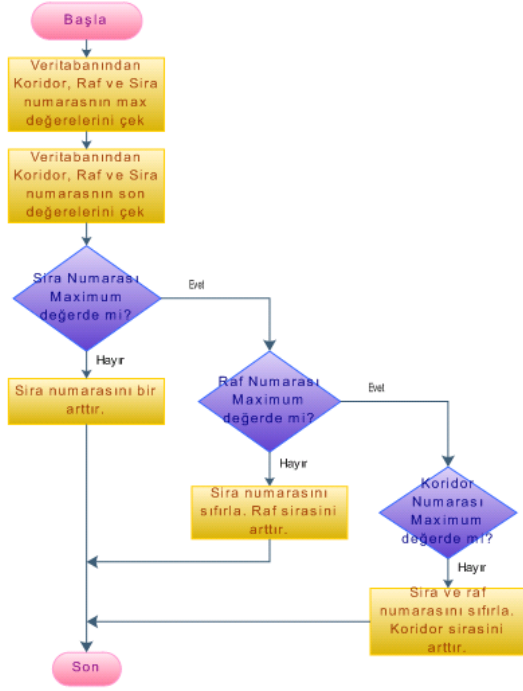 Başla
Veritabanından
Koridor, Raf ve Sira
numarasnın max
değerelerini çek
Veritabanından
Koridor, Raf ve Sira
numarasnın son
değerelerini çek
Sira Numarası
Maximum
değerde mi?
Evet
Hayır
Sira numarasını bir
arttır.
Raf Numarası
Maximum
değerde mi?
Evet
Hayır
Sira numarasını
sıfırla. Raf sirasini
arttır.
Koridor
Numarası
Maximum
değerde mi?
Hayır
Sira ve raf
numarasını sıfırla.
Koridor sirasini
arttır.
Son